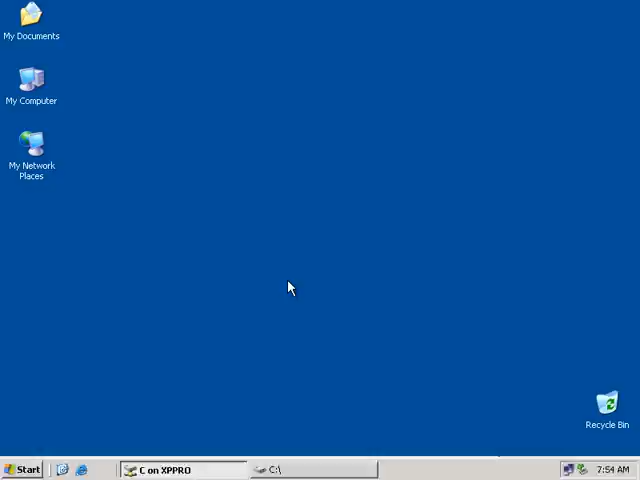 My Documents
My Computer
My Network
Places
Recycle Bin
Start
C on XPPRO
C:\
7:54 AM